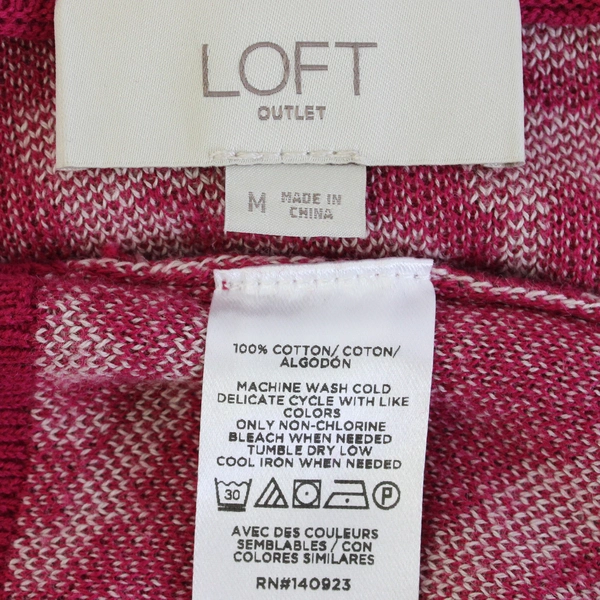 LOFT
OUTLET
M
MADE IN
CHINA
100% COTTON/ COTON/
ALGODÓN
MACHINE WASH COLD
DELICATE CYCLE WITH LIKE
COLORS
ONLY NON-CHLORINE
BLEACH WHEN NEEDED
TUMBLE DRY LOW
COOL IRON WHEN NEEDED
30 P
AVEC DES COULEURS
SEMBLABLES / CON
COLORES SIMILARES
RN#140923